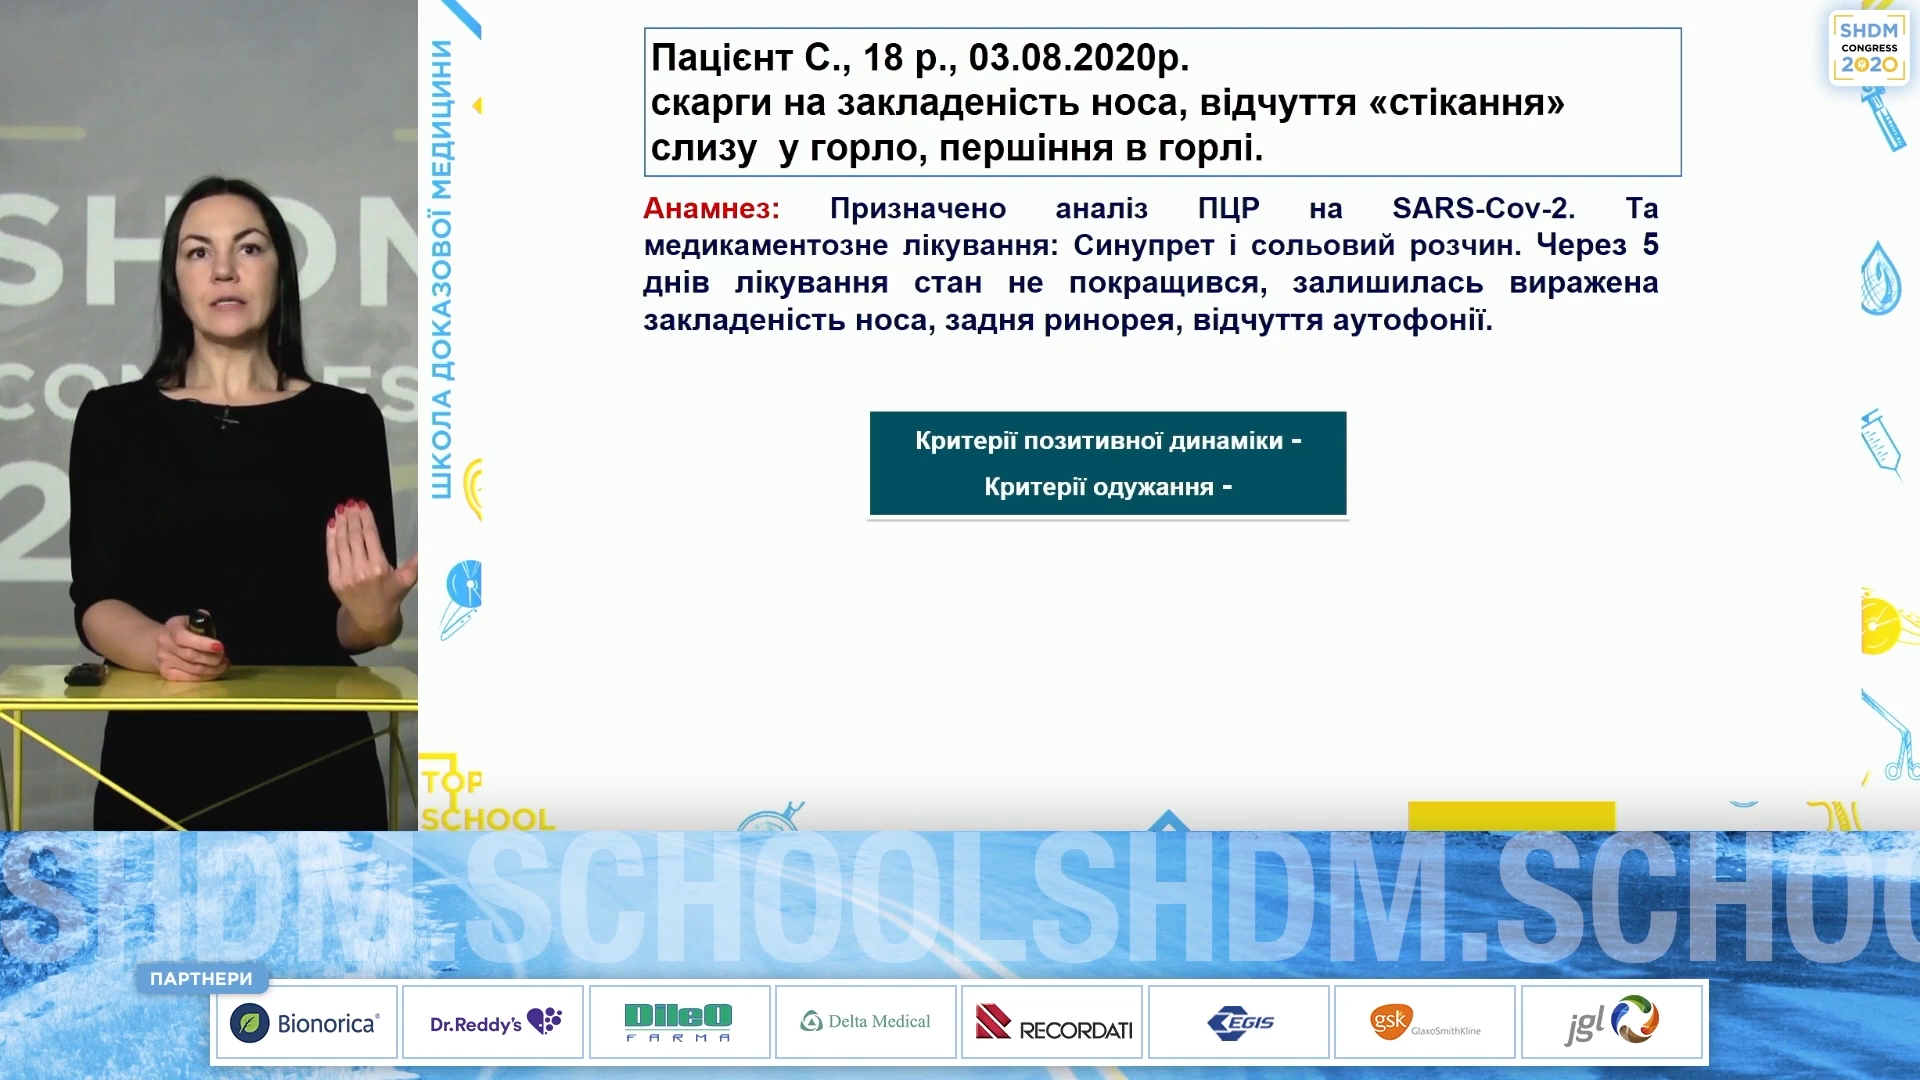 Пацієнт С., 18 р., 03.08.2020р.
скарги на закладеність носа, відчуття «стікання»
слизу у горло, першіння в горлі.
Анамнез: Призначено аналіз ПЦР на SARS-Cov-2. Та
медикаментозне лікування: Синупрет і сольовий розчин. Через 5
днів лікування стан не покращився, залишилась виражена
закладеність носа, задня ринорея, відчуття аутофонії.
Критерії позитивної динаміки -
Критерії одужання -
ШКОЛА ДОКАЗОВОЇ МЕДИЦИНИ
SHDM
CONGRESS
2020
TOP
SCHOOL
SHDM.SCHOOLSHDM.SCHOO
ПАРТНЕРИ
Bionorica®
Dr.Reddy's
DileO
FARMA
Delta Medical
RECORDATI
EGIS
gsk
GlaxoSmithKline
jgl